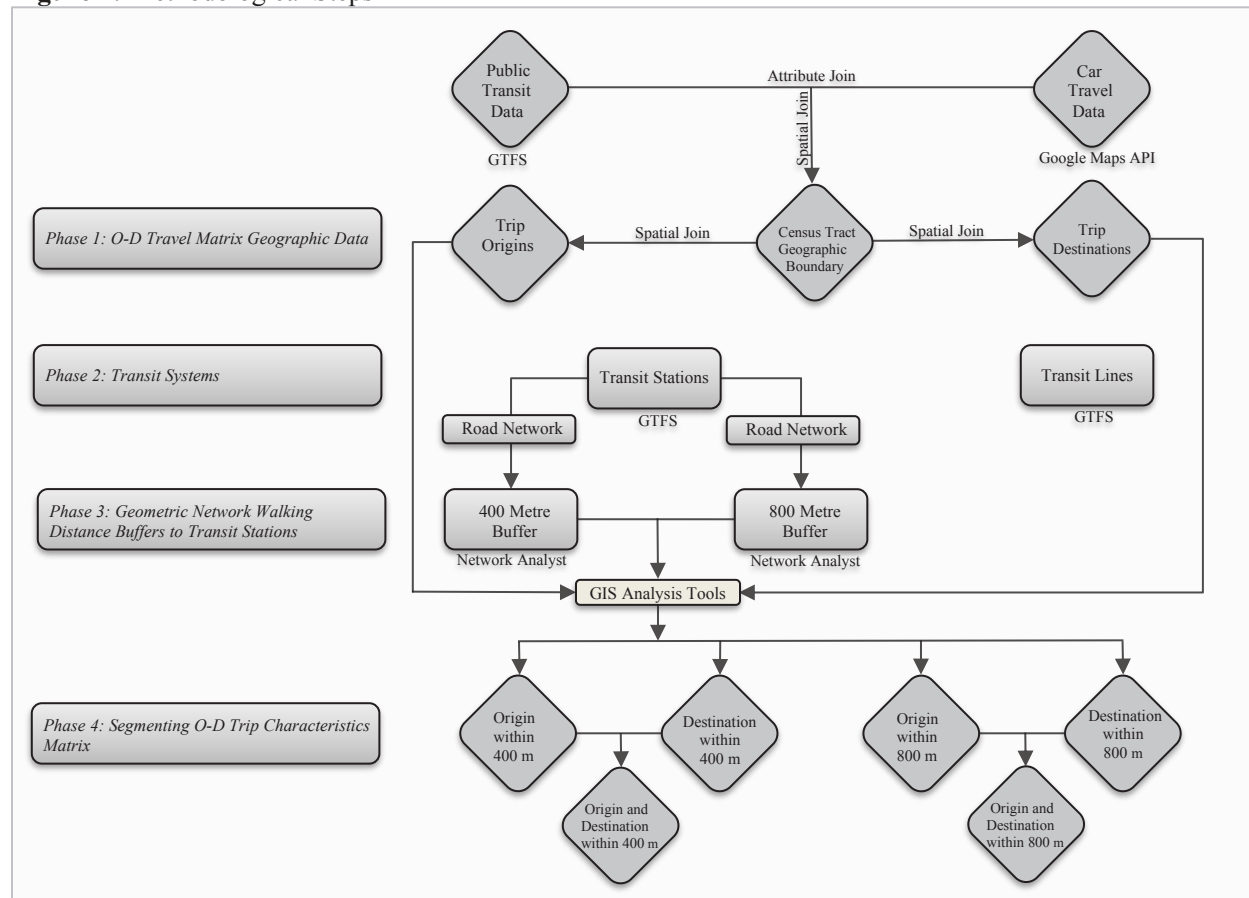 Public
Transit
Data
GTFS
Attribute Join
Spatial Join
Car
Travel
Data
Google Maps API
Phase 1: O-D Travel Matrix Geographic Data
Trip
Origins
Spatial Join
Census Tract
Geographic
Boundary
Spatial Join
Trip
Destinations
Phase 2: Transit Systems
Transit Stations
GTFS
Transit Lines
GTFS
Road Network
Road Network
Phase 3: Geometric Network Walking
Distance Buffers to Transit Stations
400 Metre
Buffer
Network Analyst
800 Metre
Buffer
Network Analyst
GIS Analysis Tools
Phase 4: Segmenting O-D Trip Characteristics
Matrix
Origin
within
400 m
Destination
within
400 m
Origin
within
800 m
Destination
within
800 m
Origin and
Destination
within 400 m
Origin and
Destination
within 800 m